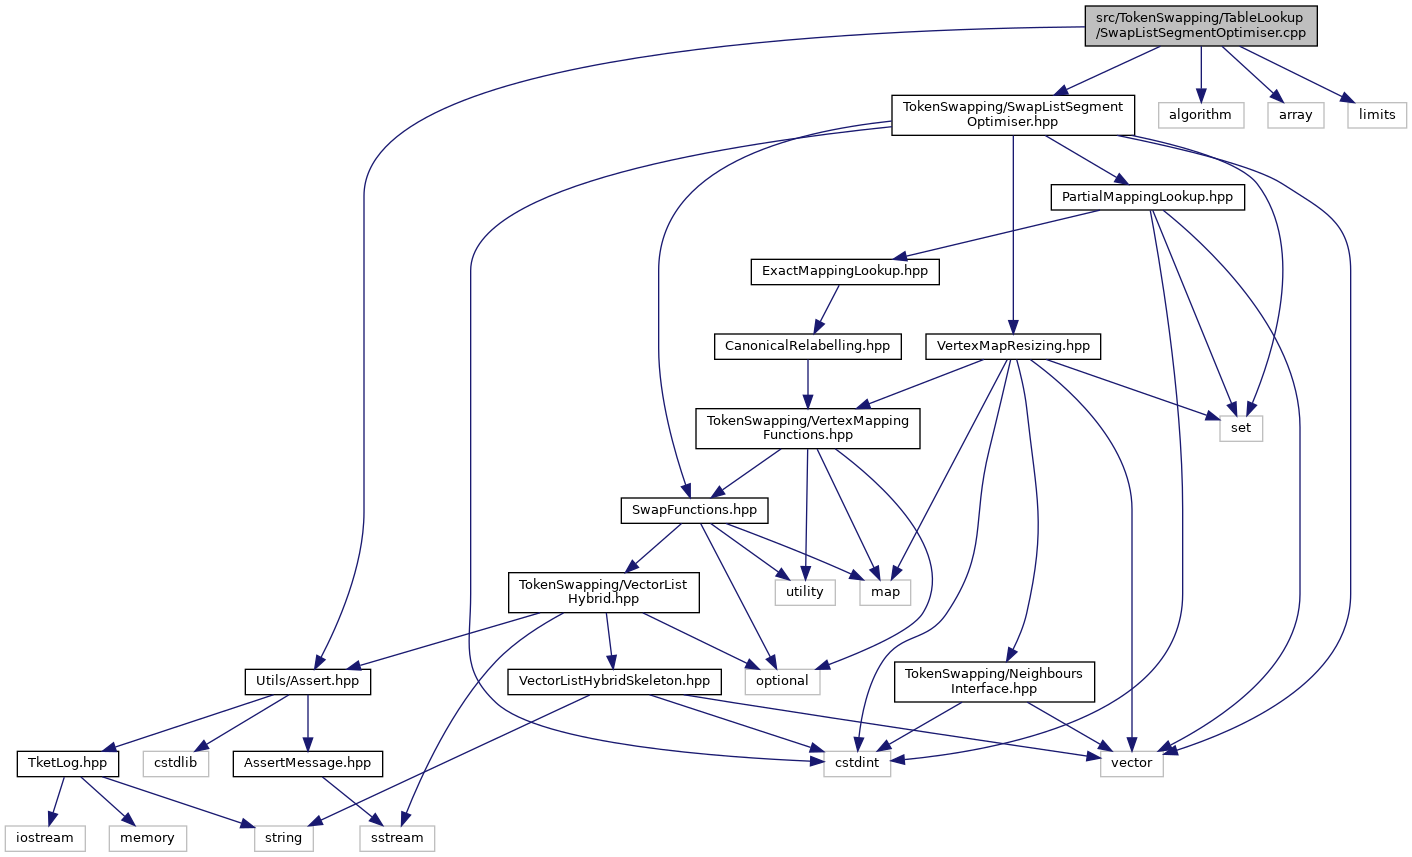 src/TokenSwapping/TableLookup
/SwapListSegmentOptimiser.cpp
TokenSwapping/SwapListSegment
Optimiser.hpp
algorithm
array
limits
PartialMappingLookup.hpp
ExactMappingLookup.hpp
CanonicalRelabelling.hpp
VertexMapResizing.hpp
TokenSwapping/VertexMapping
Functions.hpp
set
SwapFunctions.hpp
TokenSwapping/VectorList
Hybrid.hpp
utility
map
Utils/Assert.hpp
VectorListHybridSkeleton.hpp
optional
TokenSwapping/Neighbours
Interface.hpp
TketLog.hpp
cstdlib
AssertMessage.hpp
cstdint
vector
iostream
memory
string
sstream